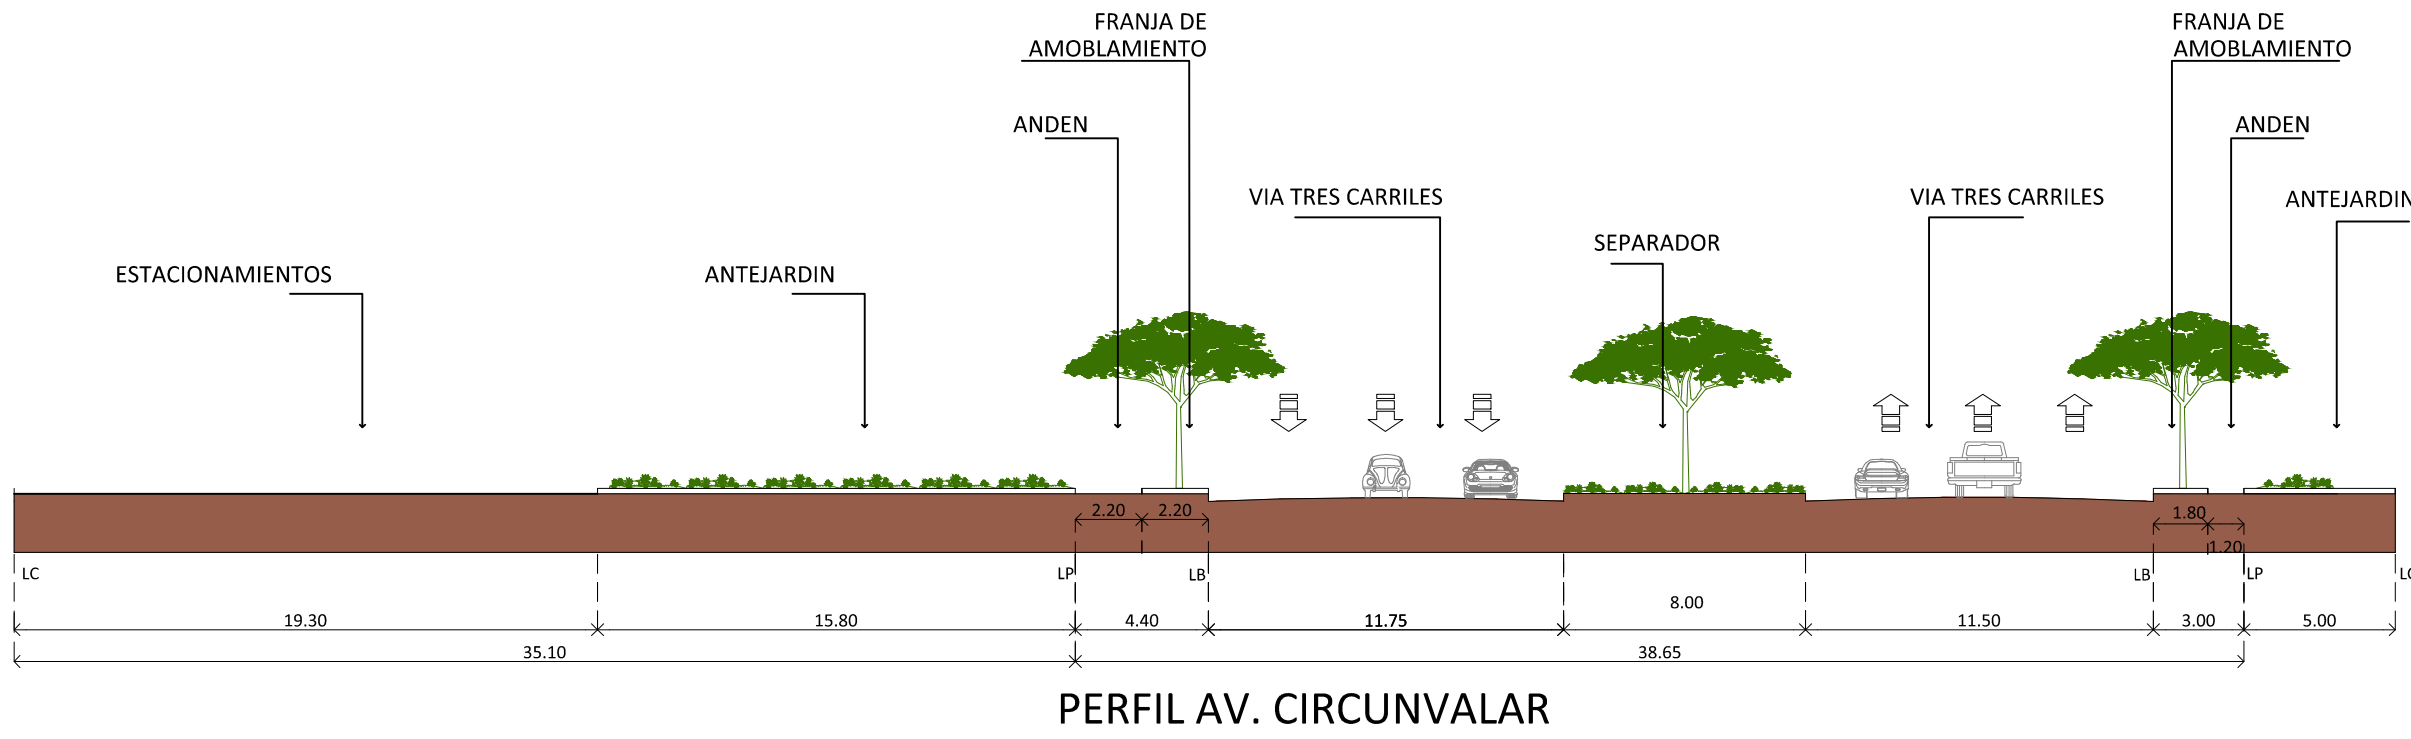 FRANJA DE
AMOBLAMIENTO
FRANJA DE
AMOBLAMIENTO
ANDEN
ANDEN
VIA TRES CARRILES
VIA TRES CARRILES
ANTEJARDIN
SEPARADOR
ESTACIONAMIENTOS
ANTEJARDIN
2.20
2.20
1.80
1.20
LC
LP
LB
LB
LP
LC
8.00
19.30
15.80
4.40
11.75
11.50
3.00
5.00
35.10
38.65
PERFIL AV. CIRCUNVALAR